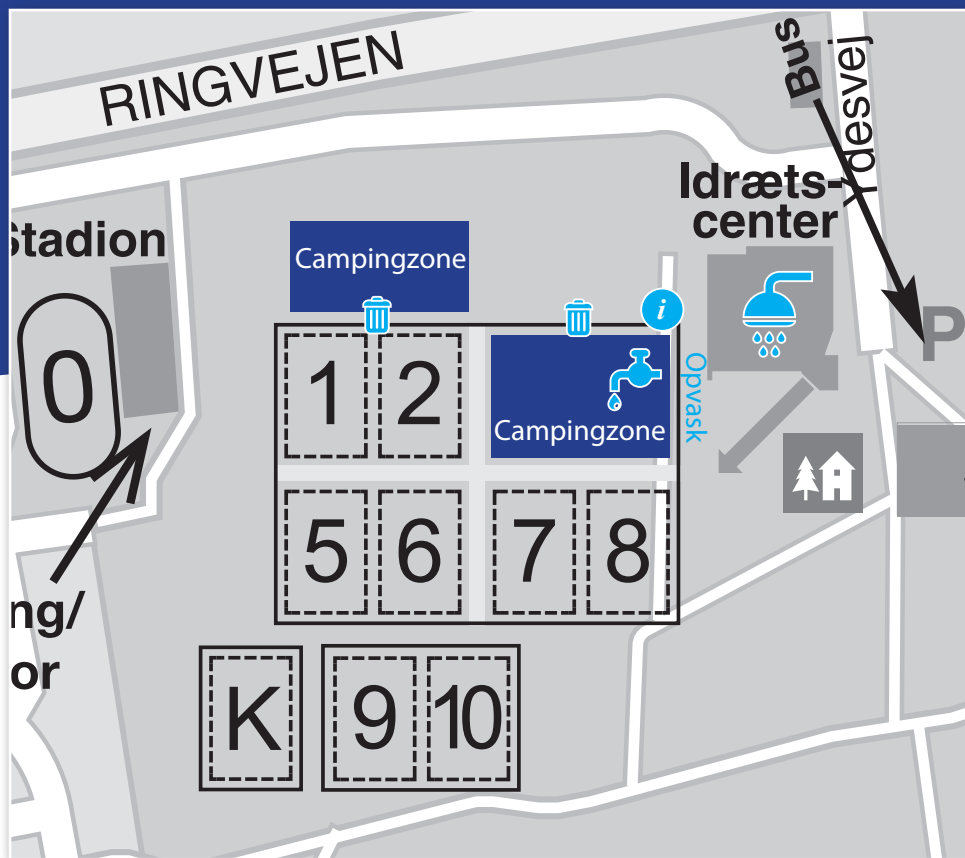 RINGVEJEN
Bus
Ydesvej
Idræts-
center
Stadion
Campingzone
i
P
0
1
2
Opvask
Campingzone
5
6
7
8
ng/
or
K
9
10